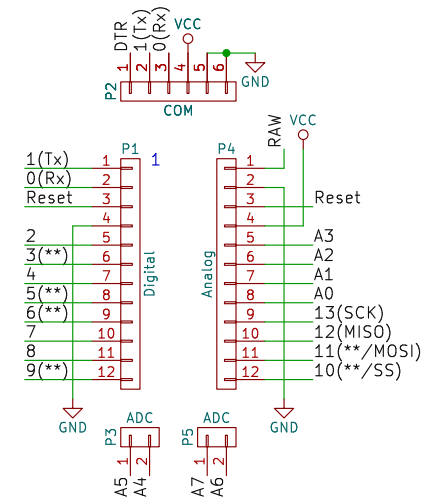 DTR
1(Tx)
0(Rx)
VCC
1
2
3
4
5
6
GND
P2
COM
RAW
VCC
P1
1
P4
1(Tx) 1
0(Rx) 2
Reset 3
4
2 5
3(**) 6
4 7
5(**) 8
6(**) 9
7 10
8 11
9(**) 12
Digital
Analog
1
2
3 Reset
4
5 A3
6 A2
7 A1
8 A0
9 13(SCK)
10 12(MISO)
11 11(**/MOSI)
12 10(**/SS)
GND
GND
P3
ADC
1
2
A5
A4
P5
ADC
1
2
A7
A6